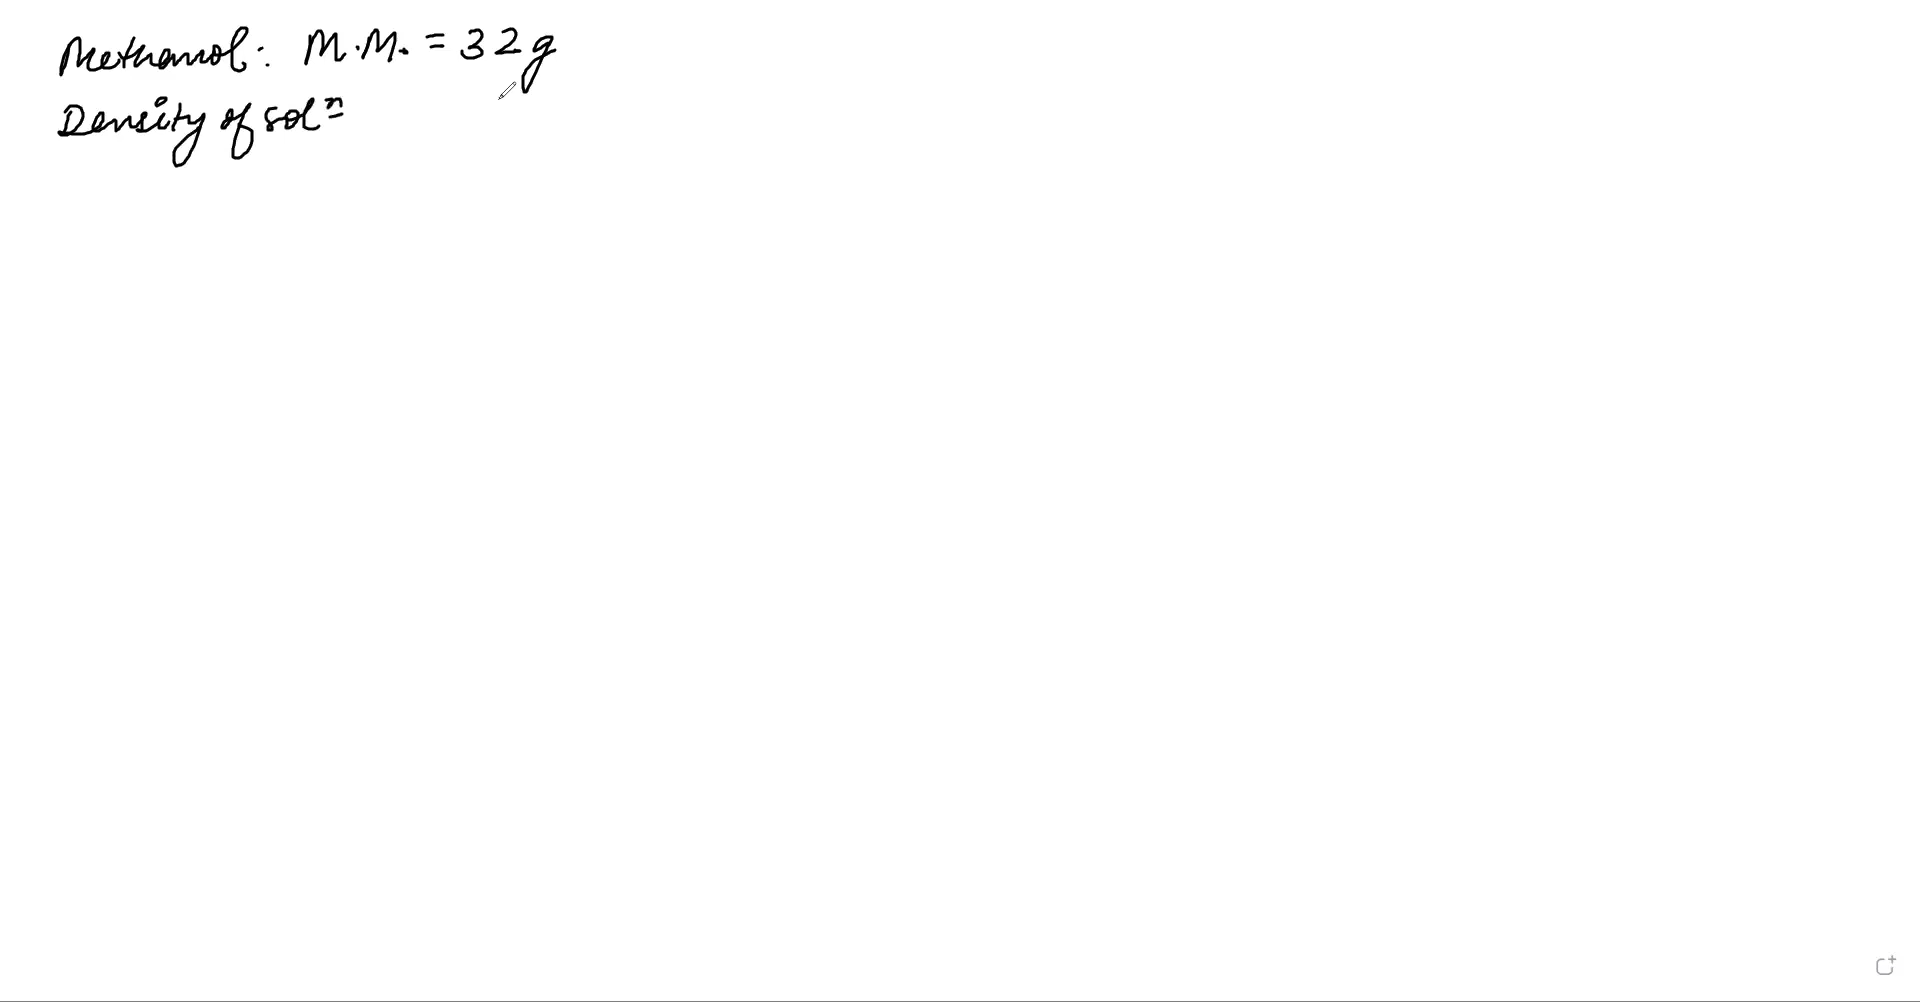 Methanol: M.M. = 32g
Density of solⁿ